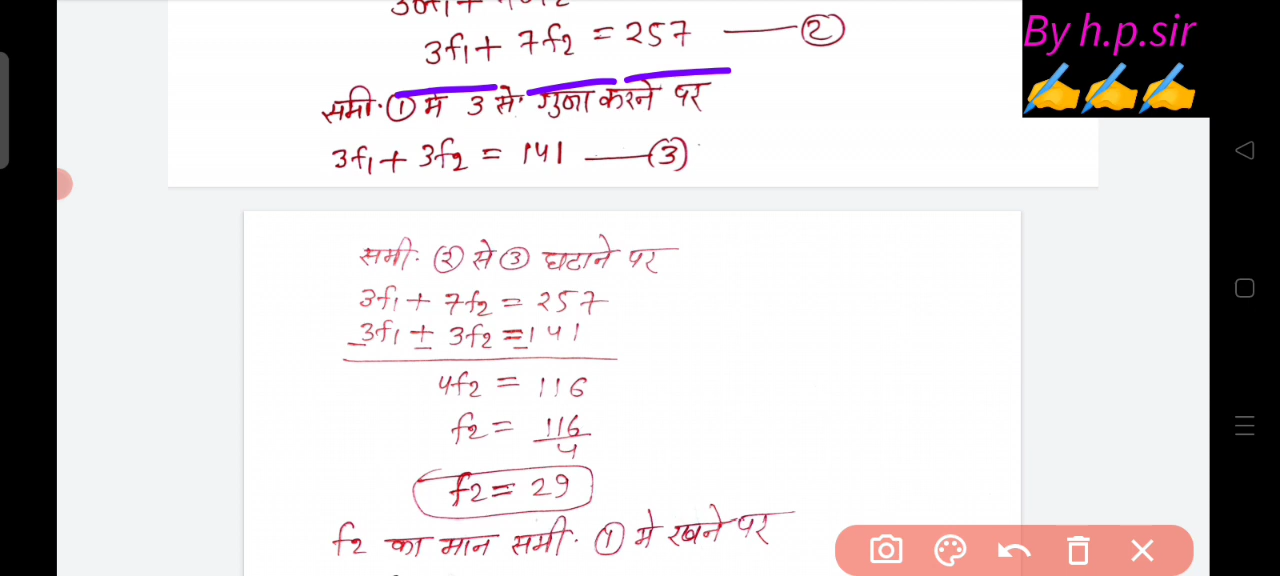 3f₁ + 7f₂ = 257 — ②
By h.p.sir
समी. ① मे 3 से गुना करने पर
3f₁ + 3f₂ = 141 — (3)
समी. ② से ③ घटाने पर
3f₁ + 7f₂ = 257
- 3f₁ ± 3f₂ = 141
4f₂ = 116
f₂ = 116/4
f₂ = 29
f₂ का मान समी. ① मे रखने पर